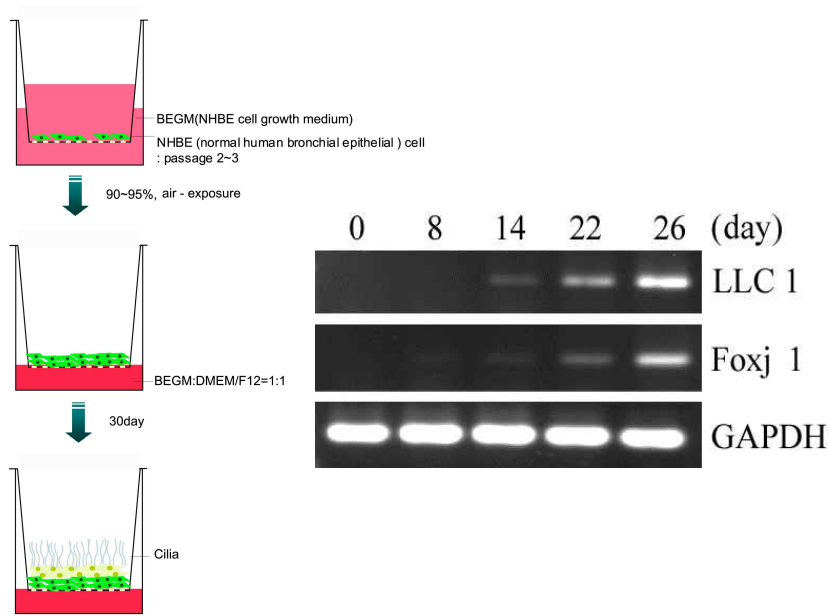 BEGM(NHBE cell growth medium)
NHBE (normal human bronchial epithelial ) cell
: passage 2~3
90~95%, air - exposure
BEGM:DMEM/F12=1:1
30day
Cilia
0 8 14 22 26 (day)
LLC 1
Foxj 1
GAPDH